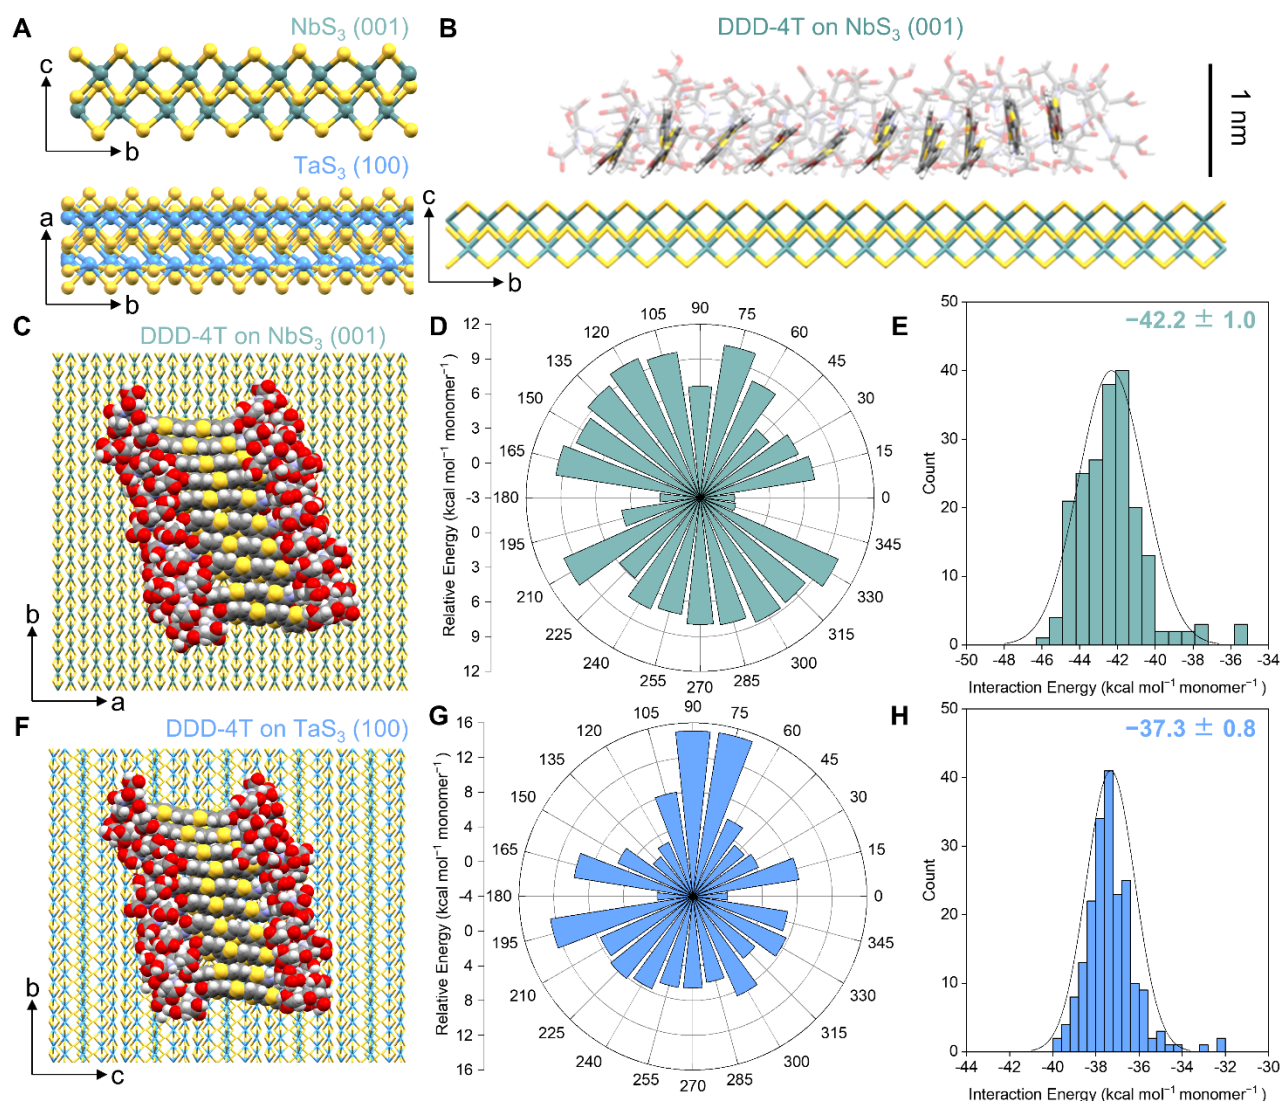 A
NbS₃ (001)
c
b
TaS₃ (100)
a
b
B
DDD-4T on NbS₃ (001)
1 nm
c
b
C
DDD-4T on NbS₃ (001)
b
a
D
Relative Energy (kcal mol⁻¹ monomer⁻¹)
12
9
6
3
0
-3
0
3
6
9
12
90
75
60
45
30
15
0
345
330
315
300
285
270
255
240
225
210
195
180
165
150
135
120
105
E
−42.2 ± 1.0
Count
50
40
30
20
10
0
-50 -48 -46 -44 -42 -40 -38 -36 -34
Interaction Energy (kcal mol⁻¹ monomer⁻¹)
F
DDD-4T on TaS₃ (100)
b
c
G
Relative Energy (kcal mol⁻¹ monomer⁻¹)
16
12
8
4
0
-4
0
4
8
12
16
90
75
60
45
30
15
0
345
330
315
300
285
270
255
240
225
210
195
180
165
150
135
120
105
H
−37.3 ± 0.8
Count
50
40
30
20
10
0
-44 -42 -40 -38 -36 -34 -32 -30
Interaction Energy (kcal mol⁻¹ monomer⁻¹)